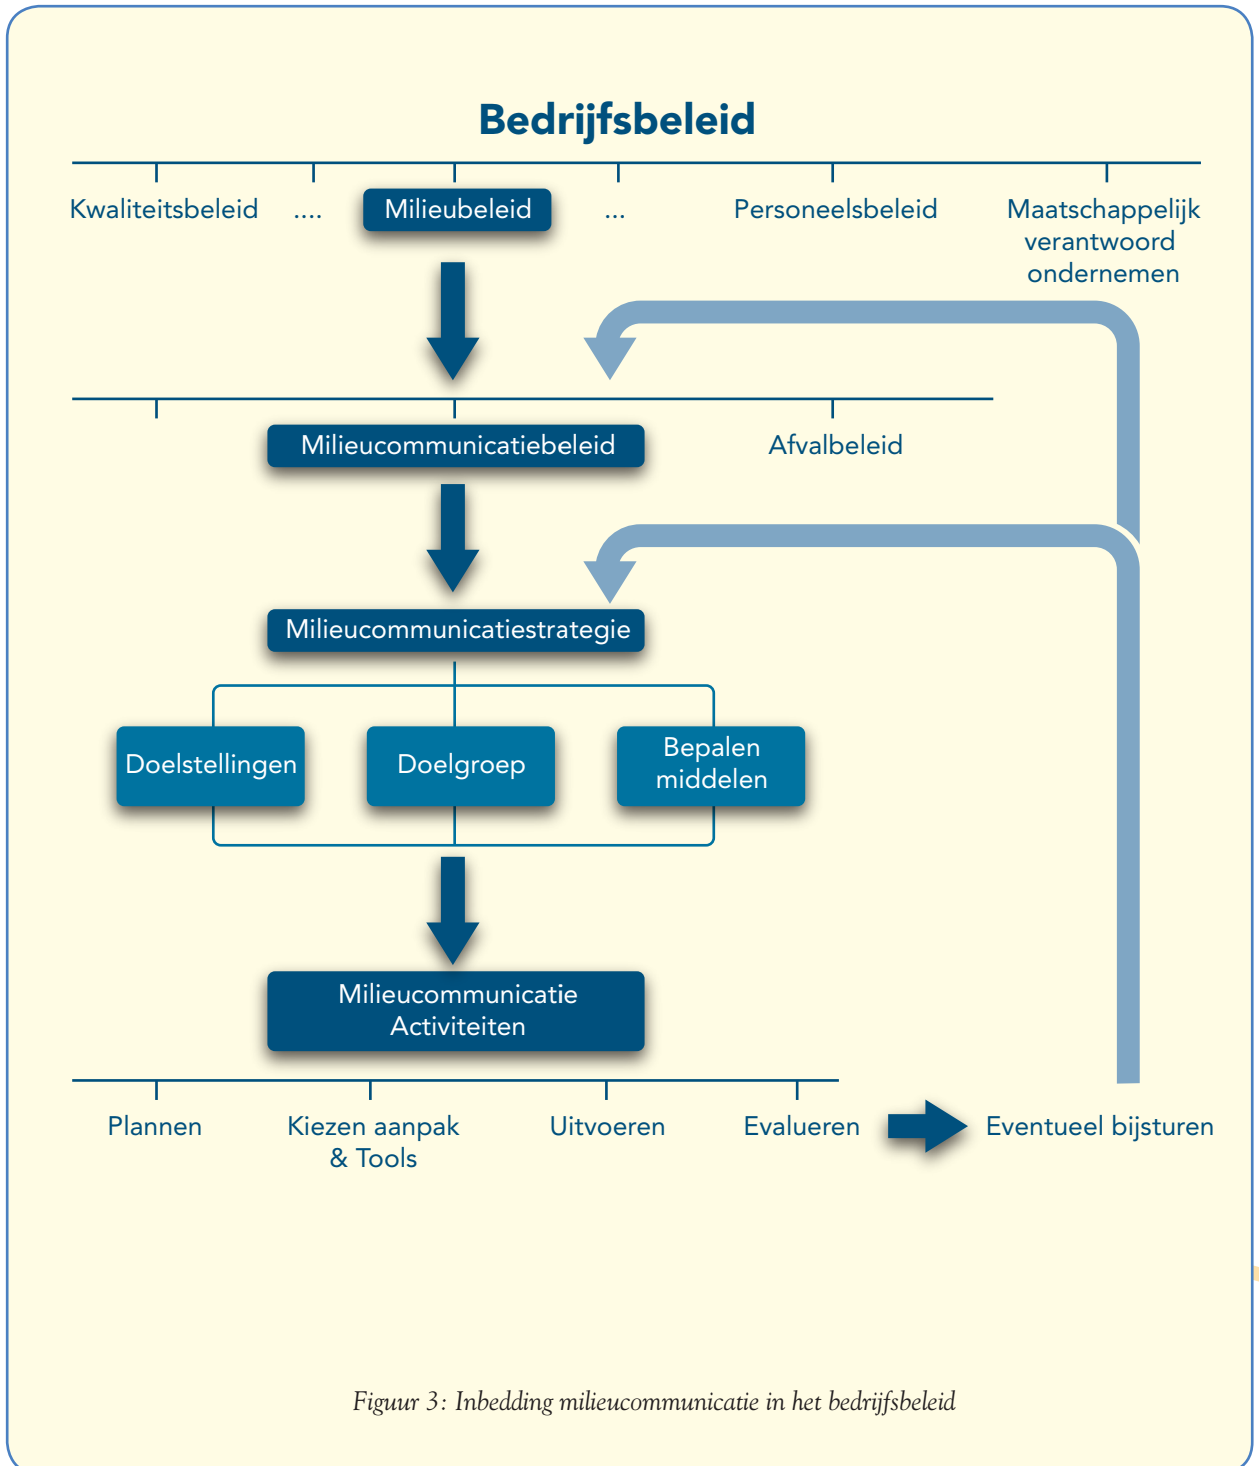 Bedrijfsbeleid
Kwaliteitsbeleid
....
Milieubeleid
...
Personeelsbeleid
Maatschappelijk
verantwoord
ondernemen
Milieucommunicatiebeleid
Afvalbeleid
Milieucommunicatiestrategie
Doelstellingen
Doelgroep
Bepalen
middelen
Milieucommunicatie
Activiteiten
Plannen
Kiezen aanpak
& Tools
Uitvoeren
Evalueren
Eventueel bijsturen
Figuur 3: Inbedding milieucommunicatie in het bedrijfsbeleid